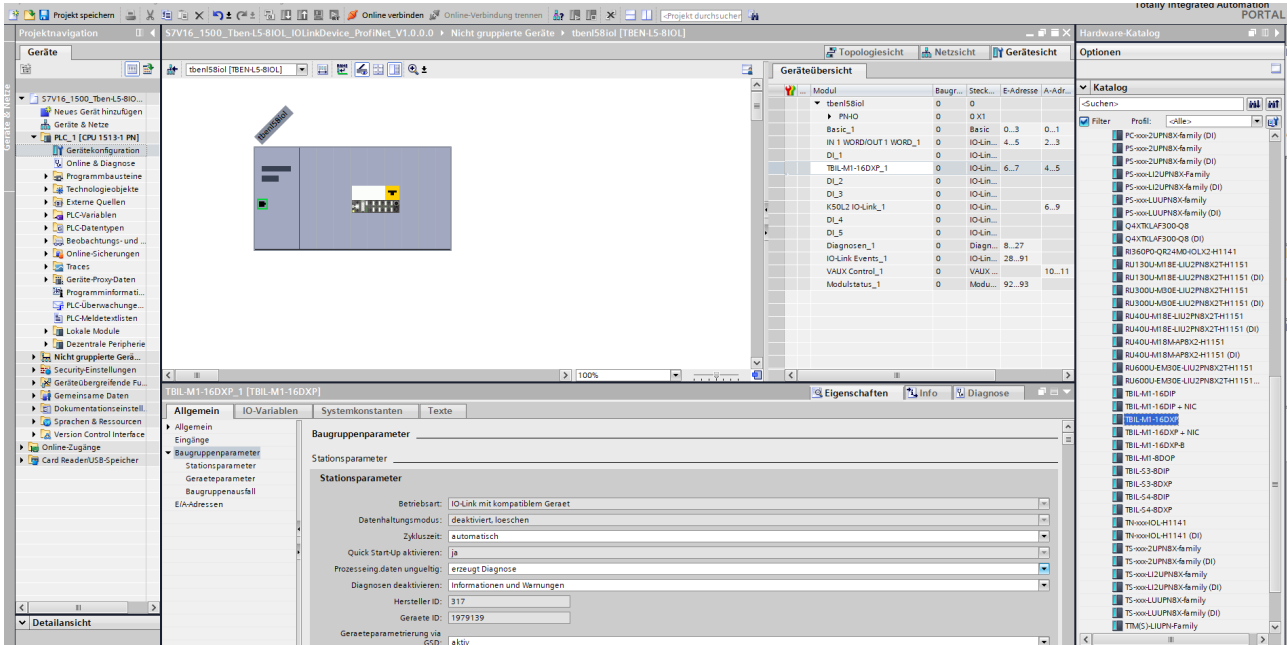 Totally Integrated Automation
PORTAL
Projekt speichern
Online verbinden
Online-Verbindung trennen
<Projekt durchsuchen
Projektnavigation
S7V16_1500_Tben-L5-8IOL_IOLinkDevice_ProfiNet_V1.0.0.0 › Nicht gruppierte Geräte › tbenl58iol [TBEN-L5-8IOL]
Hardware-Katalog
Geräte
Topologiesicht
Netzsicht
Gerätesicht
Optionen
tbenl58iol [TBEN-L5-8IOL]
Geräteübersicht
Geräte & Netze
S7V16_1500_Tben-L5-8IO...
Neues Gerät hinzufügen
Geräte & Netze
PLC_1 [CPU 1513-1 PN]
Gerätekonfiguration
Online & Diagnose
Programmbausteine
Technologieobjekte
Externe Quellen
PLC-Variablen
PLC-Datentypen
Beobachtungs- und ...
Online-Sicherungen
Traces
Geräte-Proxy-Daten
Programminformati...
PLC-Überwachunge...
PLC-Meldetextlisten
Lokale Module
Dezentrale Peripherie
Nicht gruppierte Gerä...
Security-Einstellungen
Geräteübergreifende Fu...
Gemeinsame Daten
Dokumentationseinstell...
Sprachen & Ressourcen
Version Control Interface
Online-Zugänge
Card Reader/USB-Speicher
Detailansicht
tbenl58iol
100%
... Modul Baugr... Steck... E-Adresse A-Adr...
tbenl58iol 0 0
PN-IO 0 0 X1
Basic_1 0 Basic 0...3 0...1
IN 1 WORD/OUT 1 WORD_1 0 IO-Lin... 4...5 2...3
DI_1 0 IO-Lin...
TBIL-M1-16DXP_1 0 IO-Lin... 6...7 4...5
DI_2 0 IO-Lin...
DI_3 0 IO-Lin...
K50L2 IO-Link_1 0 IO-Lin... 6...9
DI_4 0 IO-Lin...
DI_5 0 IO-Lin...
Diagnosen_1 0 Diagn... 8...27
IO-Link Events_1 0 IO-Lin... 28...91
VAUX Control_1 0 VAUX ... 10...11
Modulstatus_1 0 Modu... 92...93
TBIL-M1-16DXP_1 [TBIL-M1-16DXP]
Eigenschaften
Info
Diagnose
Allgemein
IO-Variablen
Systemkonstanten
Texte
Allgemein
Eingänge
Baugruppenparameter
Stationsparameter
Geraeteparameter
Baugruppenausfall
E/A-Adressen
Baugruppenparameter
Stationsparameter
Stationsparameter
Betriebsart: IO-Link mit kompatiblem Geraet
Datenhaltungsmodus: deaktiviert, loeschen
Zykluszeit: automatisch
Quick Start-Up aktivieren: ja
Prozesseing.daten ungueltig: erzeugt Diagnose
Diagnosen deaktivieren: Informationen und Warnungen
Hersteller ID: 317
Geraete ID: 1979139
Geraeteparametrierung via
GSD: aktiv
Katalog
<Suchen>
Filter Profil: <Alle>
PC-xxx-2UPN8X-family (DI)
PS-xxx-2UPN8X-family
PS-xxx-2UPN8X-family (DI)
PS-xxx-LI2UPN8X-Family
PS-xxx-LI2UPN8X-family (DI)
PS-xxx-LUUPN8X-family
PS-xxx-LUUPN8X-family (DI)
Q4XTKLAF300-Q8
Q4XTKLAF300-Q8 (DI)
RI360P0-QR24M0-IOLX2-H1141
RU130U-M18E-LIU2PN8X2T-H1151
RU130U-M18E-LIU2PN8X2T-H1151 (DI)
RU300U-M30E-LIU2PN8X2T-H1151
RU300U-M30E-LIU2PN8X2T-H1151 (DI)
RU40U-M18E-LIU2PN8X2T-H1151
RU40U-M18E-LIU2PN8X2T-H1151 (DI)
RU40U-M18M-AP8X2-H1151
RU40U-M18M-AP8X2-H1151 (DI)
RU600U-EM30E-LIU2PN8X2T-H1151
RU600U-EM30E-LIU2PN8X2T-H1151...
TBIL-M1-16DIP
TBIL-M1-16DIP + NIC
TBIL-M1-16DXP
TBIL-M1-16DXP + NIC
TBIL-M1-16DXP-B
TBIL-M1-8DOP
TBIL-S3-8DIP
TBIL-S3-8DXP
TBIL-S4-8DIP
TBIL-S4-8DXP
TN-xxx-IOL-H1141
TN-xxx-IOL-H1141 (DI)
TS-xxx-2UPN8X-family
TS-xxx-2UPN8X-family (DI)
TS-xxx-LI2UPN8X-family
TS-xxx-LUUPN8X-family
TS-xxx-LUUPN8X-family (DI)
TTM(S)-LIUPN-Family